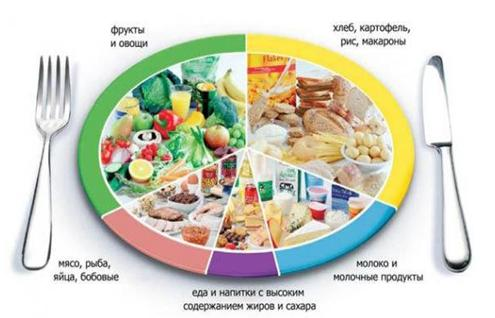 фрукты
и овощи
хлеб, картофель,
рис, макароны
Flakes
мясо, рыба,
яйца, бобовые
еда и напитки с высоким
содержанием жиров и сахара
молоко и
молочные продукты